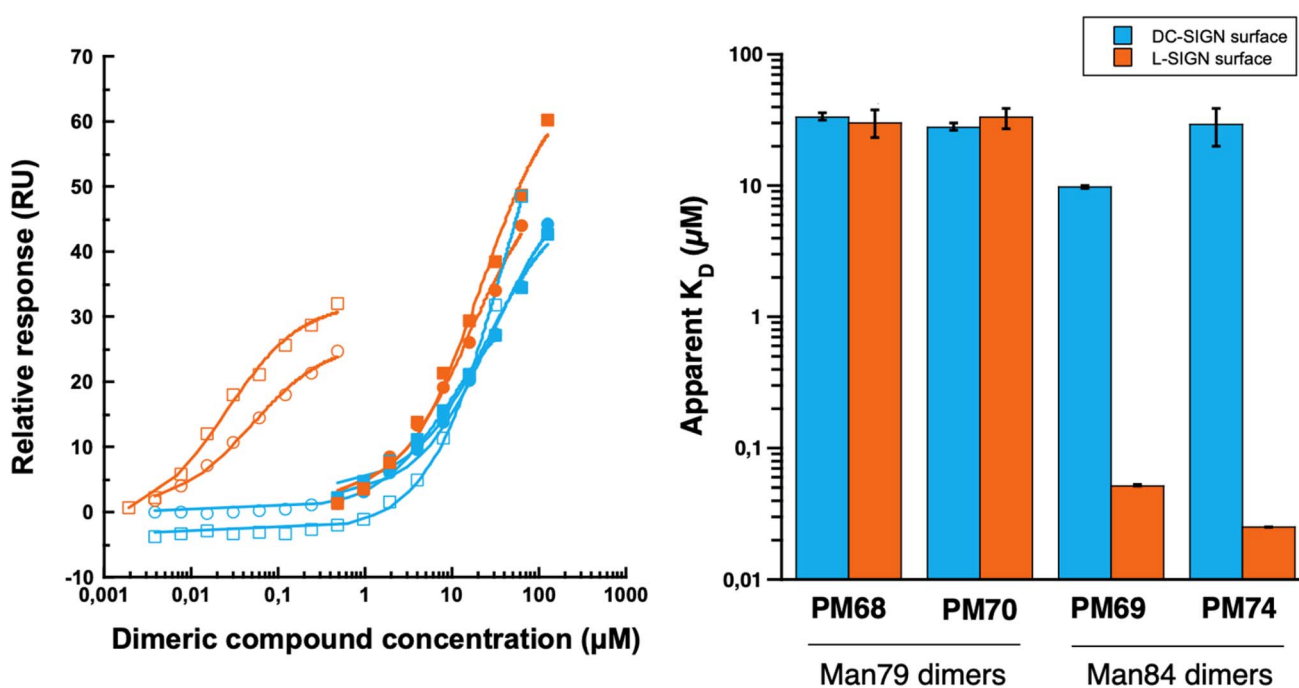 70
60
50
40
30
20
10
0
-10
0,001
0,01
0,1
1
10
100
1000
Relative response (RU)
Dimeric compound concentration (µM)
DC-SIGN surface
L-SIGN surface
100
10
1
0,1
0,01
Apparent KD (µM)
PM68
PM70
PM69
PM74
Man79 dimers
Man84 dimers